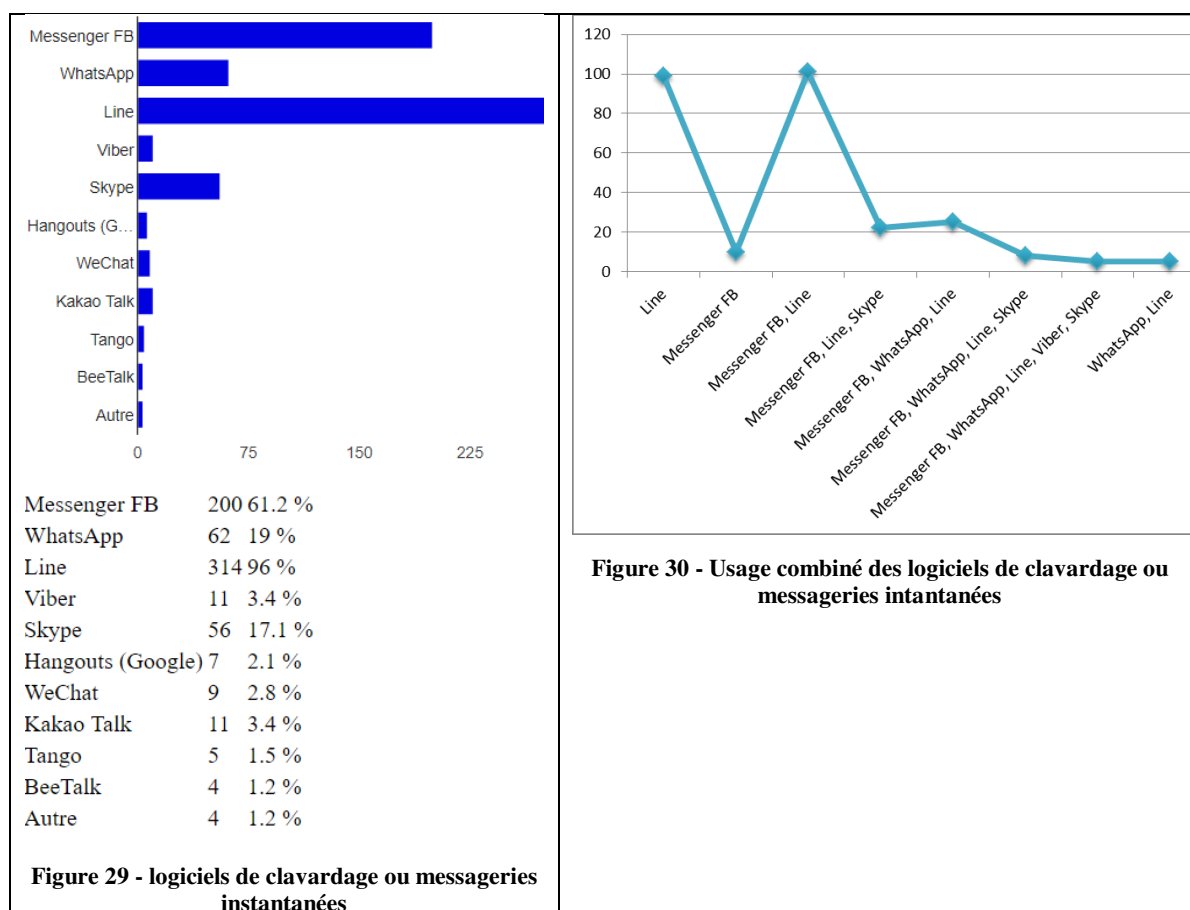 Messenger FB
WhatsApp
Line
Viber
Skype
Hangouts (G...
WeChat
Kakao Talk
Tango
BeeTalk
Autre
0 75 150 225
Messenger FB 200 61.2 %
WhatsApp 62 19 %
Line 314 96 %
Viber 11 3.4 %
Skype 56 17.1 %
Hangouts (Google) 7 2.1 %
WeChat 9 2.8 %
Kakao Talk 11 3.4 %
Tango 5 1.5 %
BeeTalk 4 1.2 %
Autre 4 1.2 %
Figure 29 - logiciels de clavardage ou messageries
instantanées
120
100
80
60
40
20
0
Line
Messenger FB
Messenger FB, Line
Messenger FB, Line, Skype
Messenger FB, WhatsApp, Line
Messenger FB, WhatsApp, Line, Skype
Messenger FB, WhatsApp, Line, Viber, Skype
WhatsApp, Line
Figure 30 - Usage combiné des logiciels de clavardage ou
messageries intantanées